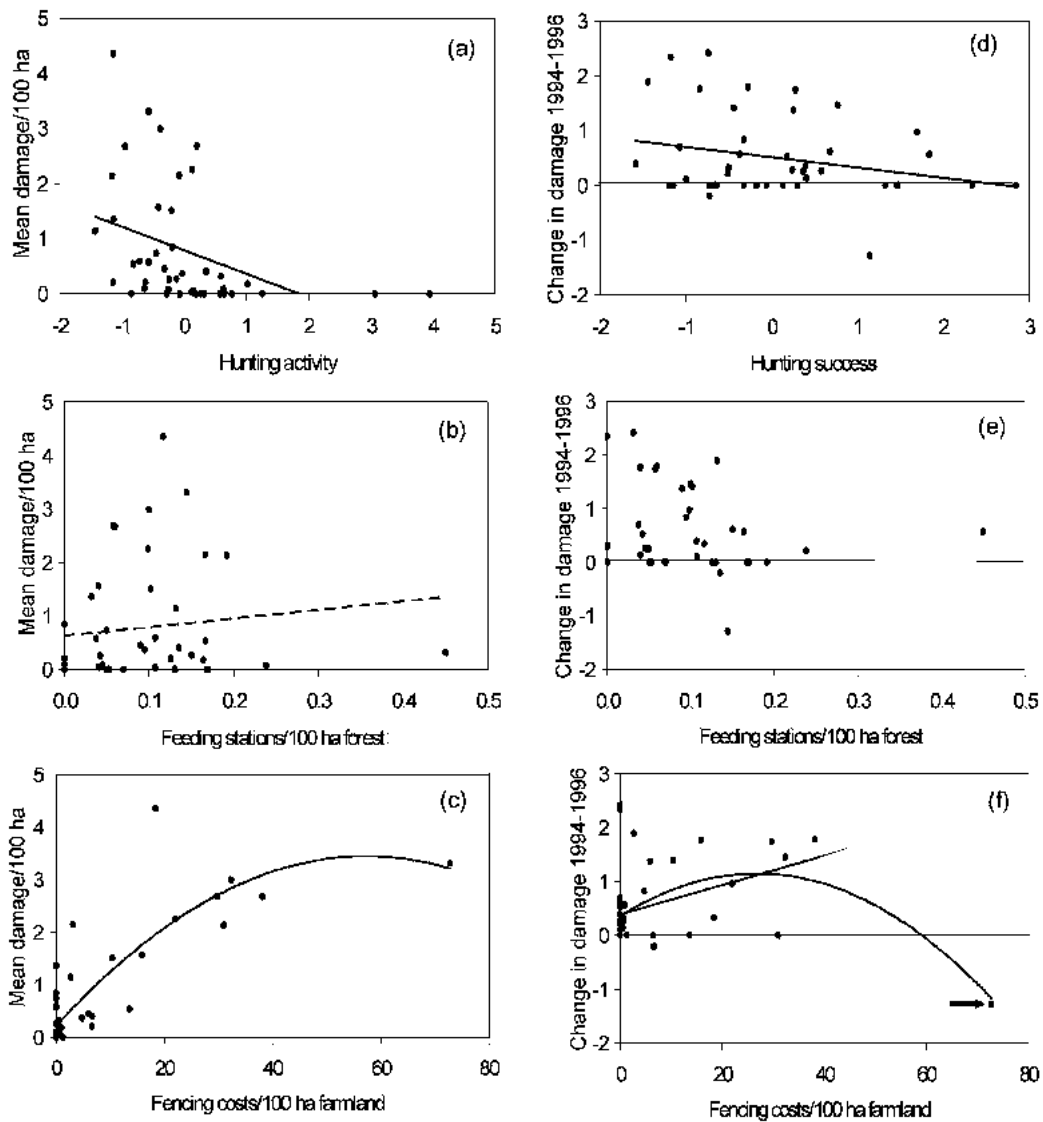 (a)
Mean damage/100 ha
5
4
3
2
1
0
-2 -1 0 1 2 3 4 5
Hunting activity
(d)
Change in damage 1994-1996
3
2
1
0
-1
-2
-2 -1 0 1 2 3
Hunting success
(b)
Mean damage/100 ha
5
4
3
2
1
0
0.0 0.1 0.2 0.3 0.4 0.5
Feeding stations/100 ha forest:
(e)
Change in damage 1994-1996
3
2
1
0
-1
-2
0.0 0.1 0.2 0.3 0.4 0.5
Feeding stations/100 ha forest
(c)
Mean damage/100 ha
5
4
3
2
1
0
0 20 40 60 80
Fencing costs/100 ha farmland
(f)
Change in damage 1994-1996
3
2
1
0
-1
-2
0 20 40 60 80
Fencing costs/100 ha farmland